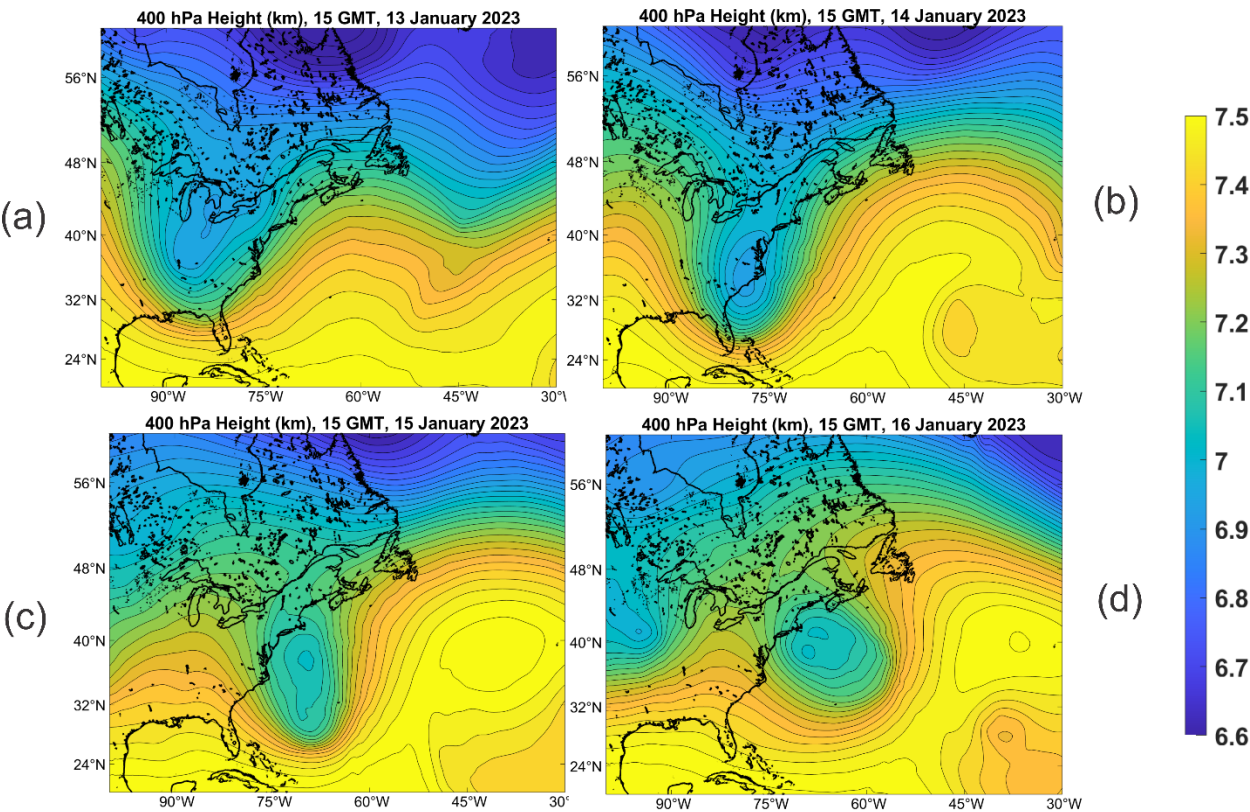 400 hPa Height (km), 15 GMT, 13 January 2023
400 hPa Height (km), 15 GMT, 14 January 2023
(a)
56°N
48°N
40°N
32°N
24°N
90°W
75°W
60°W
45°W
30°W
56°N
48°N
40°N
32°N
24°N
90°W
75°W
60°W
45°W
30°W
(b)
400 hPa Height (km), 15 GMT, 15 January 2023
400 hPa Height (km), 15 GMT, 16 January 2023
(c)
56°N
48°N
40°N
32°N
24°N
90°W
75°W
60°W
45°W
30°W
56°N
48°N
40°N
32°N
24°N
90°W
75°W
60°W
45°W
30°W
(d)
7.5
7.4
7.3
7.2
7.1
7
6.9
6.8
6.7
6.6